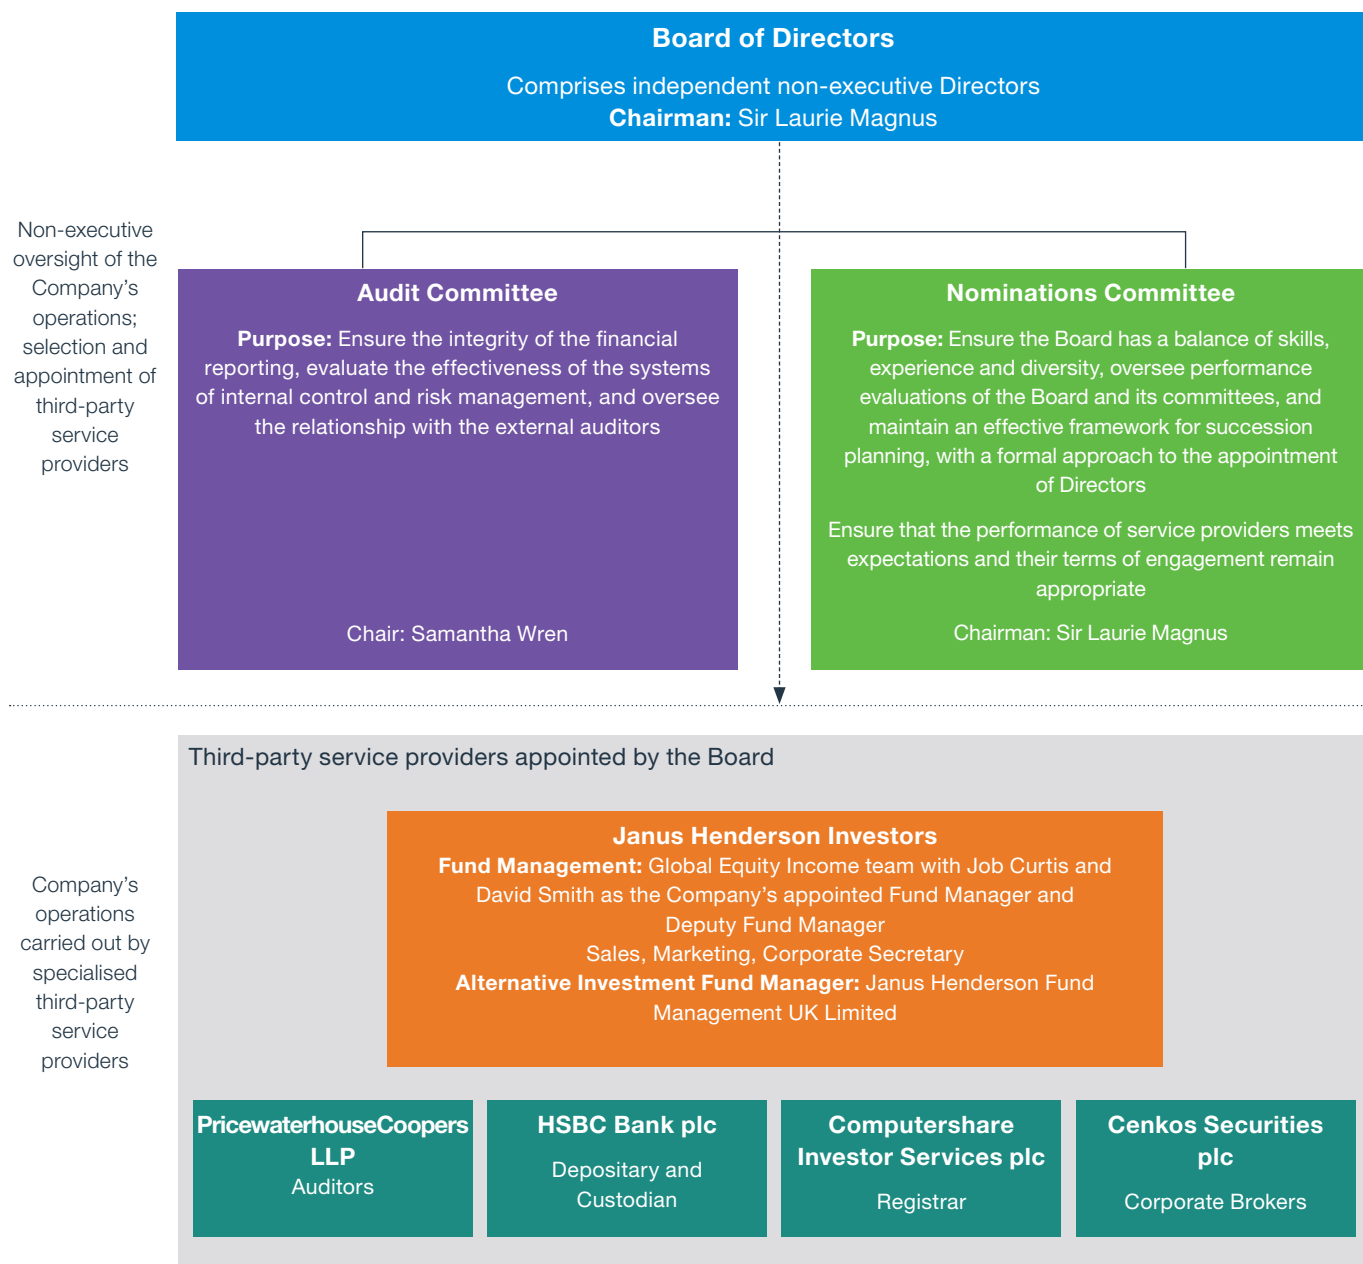 Board of Directors
Comprises independent non-executive Directors
Chairman: Sir Laurie Magnus
Non-executive
oversight of the
Company’s
operations;
selection and
appointment of
third-party
service
providers
Audit Committee
Purpose: Ensure the integrity of the financial
reporting, evaluate the effectiveness of the systems
of internal control and risk management, and oversee
the relationship with the external auditors
Chair: Samantha Wren
Nominations Committee
Purpose: Ensure the Board has a balance of skills,
experience and diversity, oversee performance
evaluations of the Board and its committees, and
maintain an effective framework for succession
planning, with a formal approach to the appointment
of Directors
Ensure that the performance of service providers meets
expectations and their terms of engagement remain
appropriate
Chairman: Sir Laurie Magnus
Company’s
operations
carried out by
specialised
third-party
service
providers
Third-party service providers appointed by the Board
Janus Henderson Investors
Fund Management: Global Equity Income team with Job Curtis and
David Smith as the Company’s appointed Fund Manager and
Deputy Fund Manager
Sales, Marketing, Corporate Secretary
Alternative Investment Fund Manager: Janus Henderson Fund
Management UK Limited
PricewaterhouseCoopers
LLP
Auditors
HSBC Bank plc
Depositary and
Custodian
Computershare
Investor Services plc
Registrar
Cenkos Securities
plc
Corporate Brokers